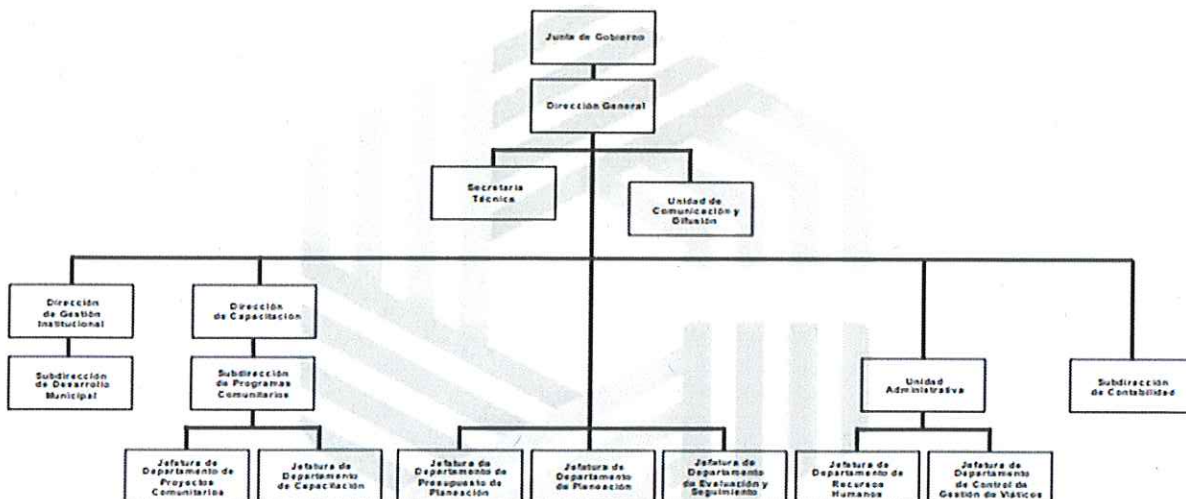 Junta de Gobierno
Dirección General
Secretaria
Técnica
Unidad de
Comunicación y
Difusión
Dirección
de Gestión
Institucional
Dirección
de Capacitación
Subdirección
de Desarrollo
Municipal
Subdirección
de Programas
Comunitarios
Unidad
Administrativa
Subdirección
de Contabilidad
Jefatura de
Departamento de
Proyectos
Comunitarios
Jefatura de
Departamento
de Capacitación
Jefatura de
Departamento de
Presupuesto de
Planeación
Jefatura de
Departamento
de Planeación
Jefatura de
Departamento
de Evaluación y
Seguimiento
Jefatura de
Departamento de
Recursos
Humanos
Jefatura de
Departamento
de Control de
Gestión de Viáticos